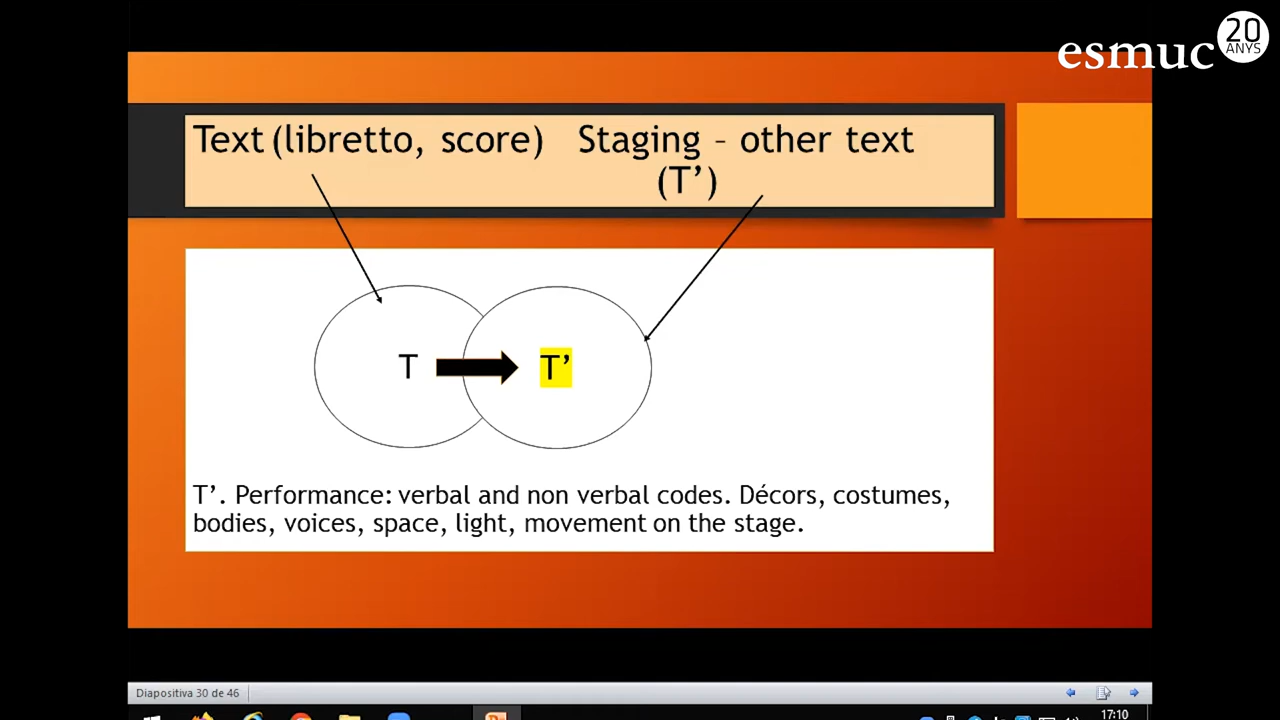 20
ANYS
esmuc
Text (libretto, score) Staging – other text
(T’)
T
T’
T’. Performance: verbal and non verbal codes. Décors, costumes,
bodies, voices, space, light, movement on the stage.
Diapositiva 30 de 46
17:10